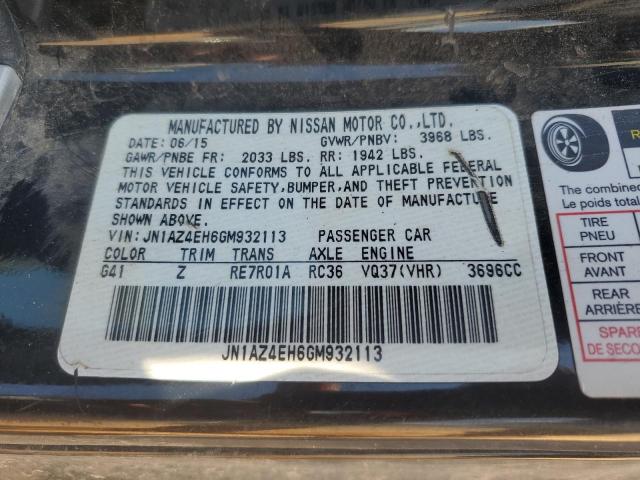 MANUFACTURED BY NISSAN MOTOR CO.,LTD.
DATE: 06/15 GVWR/PNBV: 3968 LBS.
GAWR/PNBE FR: 2033 LBS. RR: 1942 LBS.
THIS VEHICLE CONFORMS TO ALL APPLICABLE FEDERAL
MOTOR VEHICLE SAFETY,BUMPER,AND THEFT PREVENTION
STANDARDS IN EFFECT ON THE DATE OF MANUFACTURE
SHOWN ABOVE.
VIN: JN1AZ4EH6GM932113 PASSENGER CAR
COLOR TRIM TRANS AXLE ENGINE
G41 Z RE7R01A RC36 VQ37(VHR) 3696CC
JN1AZ4EH6GM932113
The combined
Le poids total
TIRE
PNEU
FRONT
AVANT
REAR
ARRIÈRE
SPARE
DE SECO